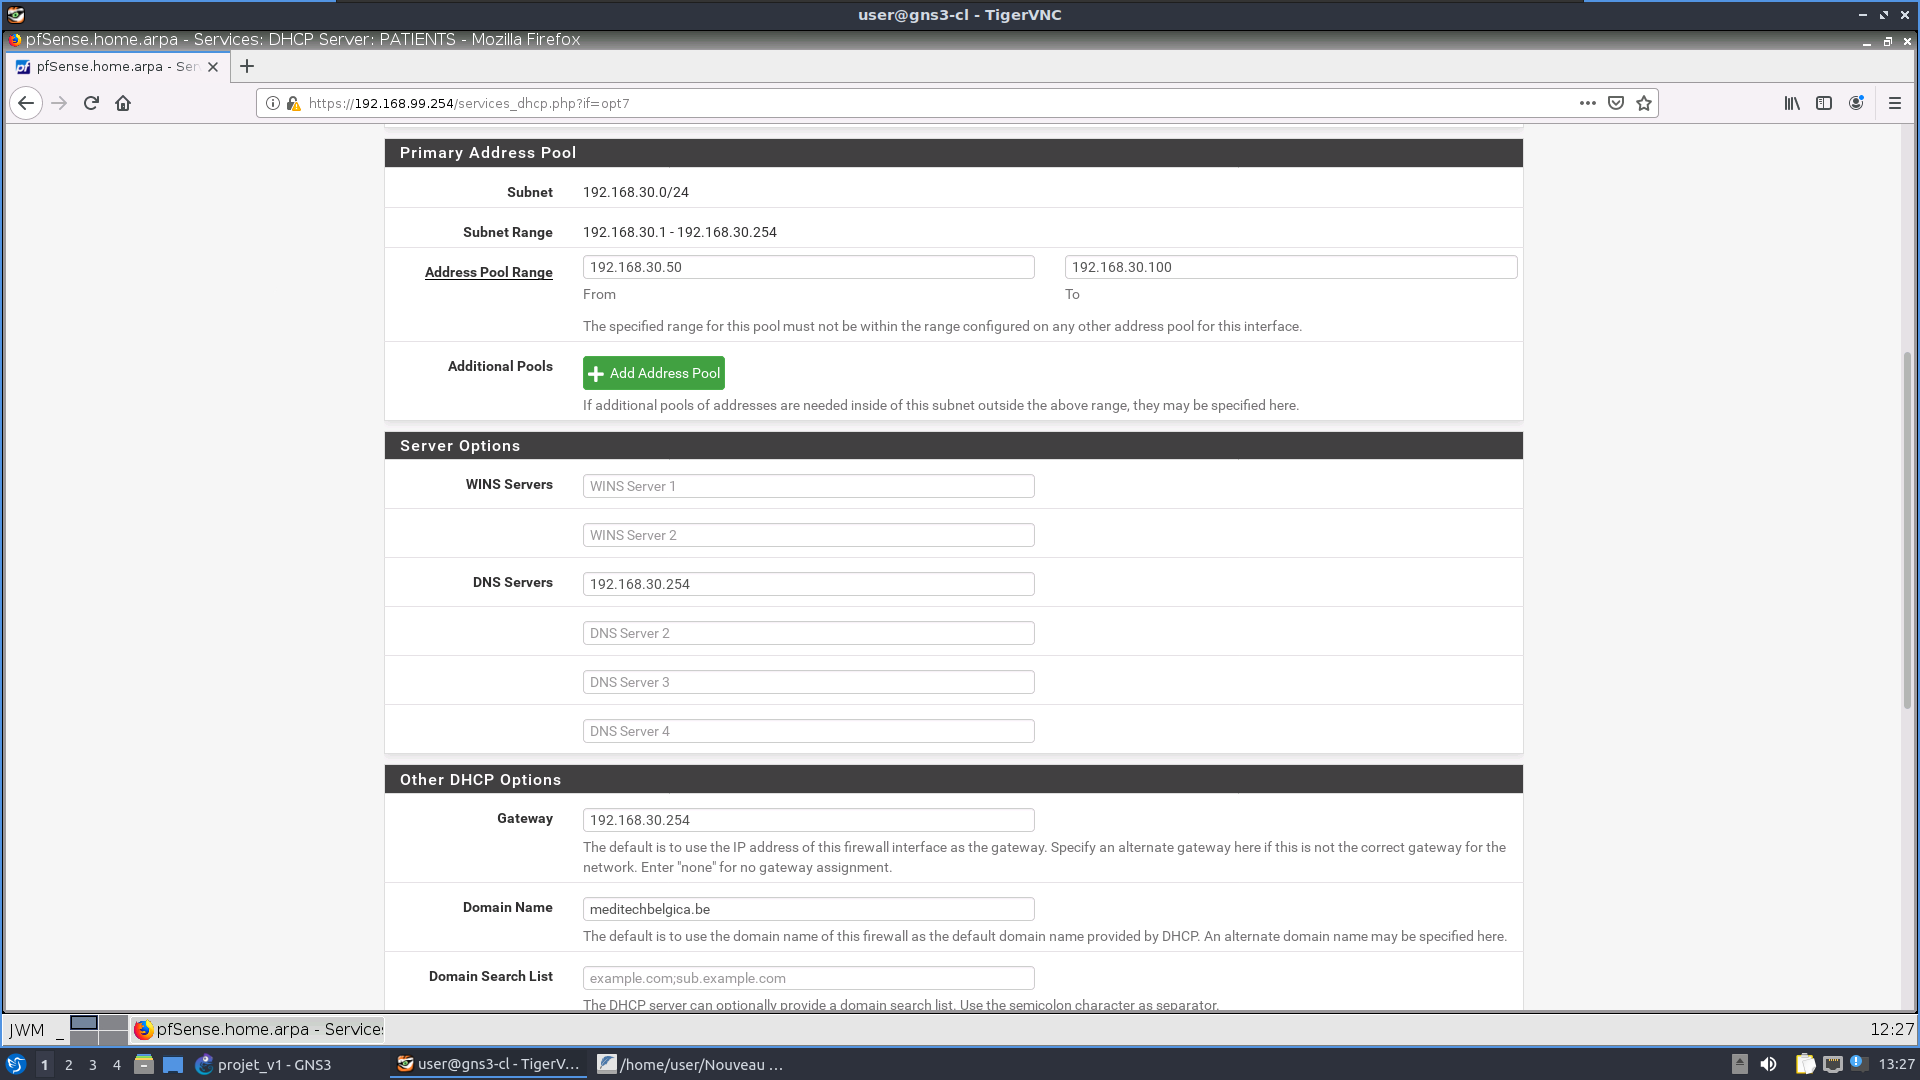 user@gns3-cl - TigerVNC
pfSense.home.arpa - Services: DHCP Server: PATIENTS - Mozilla Firefox
pfSense.home.arpa - Ser
https://192.168.99.254/services_dhcp.php?if=opt7
Primary Address Pool
Subnet 192.168.30.0/24
Subnet Range 192.168.30.1 - 192.168.30.254
Address Pool Range 192.168.30.50 192.168.30.100
From To
The specified range for this pool must not be within the range configured on any other address pool for this interface.
Additional Pools Add Address Pool
If additional pools of addresses are needed inside of this subnet outside the above range, they may be specified here.
Server Options
WINS Servers WINS Server 1
WINS Server 2
DNS Servers 192.168.30.254
DNS Server 2
DNS Server 3
DNS Server 4
Other DHCP Options
Gateway 192.168.30.254
The default is to use the IP address of this firewall interface as the gateway. Specify an alternate gateway here if this is not the correct gateway for the
network. Enter "none" for no gateway assignment.
Domain Name meditechbelgica.be
The default is to use the domain name of this firewall as the default domain name provided by DHCP. An alternate domain name may be specified here.
Domain Search List example.com;sub.example.com
The DHCP server can optionally provide a domain search list. Use the semicolon character as separator.
JWM _ pfSense.home.arpa - Services 12:27
1 2 3 4 projet_v1 - GNS3 user@gns3-cl - TigerV... /home/user/Nouveau ... 13:27